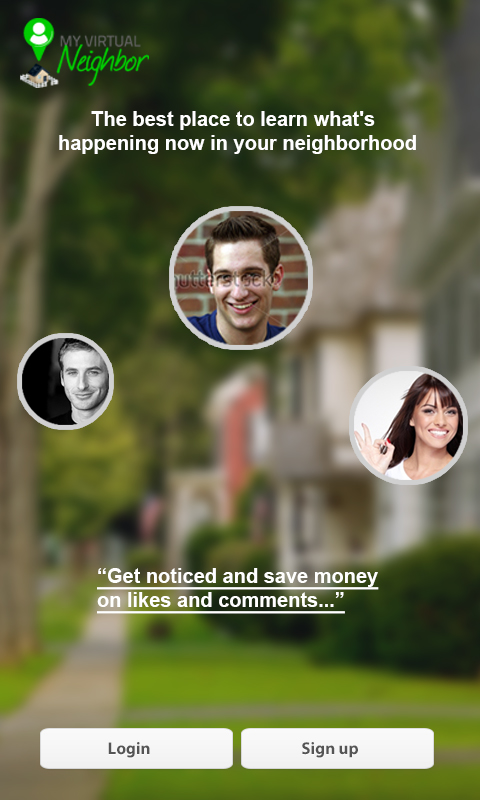 MY VIRTUAL
Neighbor
The best place to learn what's
happening now in your neighborhood
shutterstock
“Get noticed and save money
on likes and comments...”
Login
Sign up